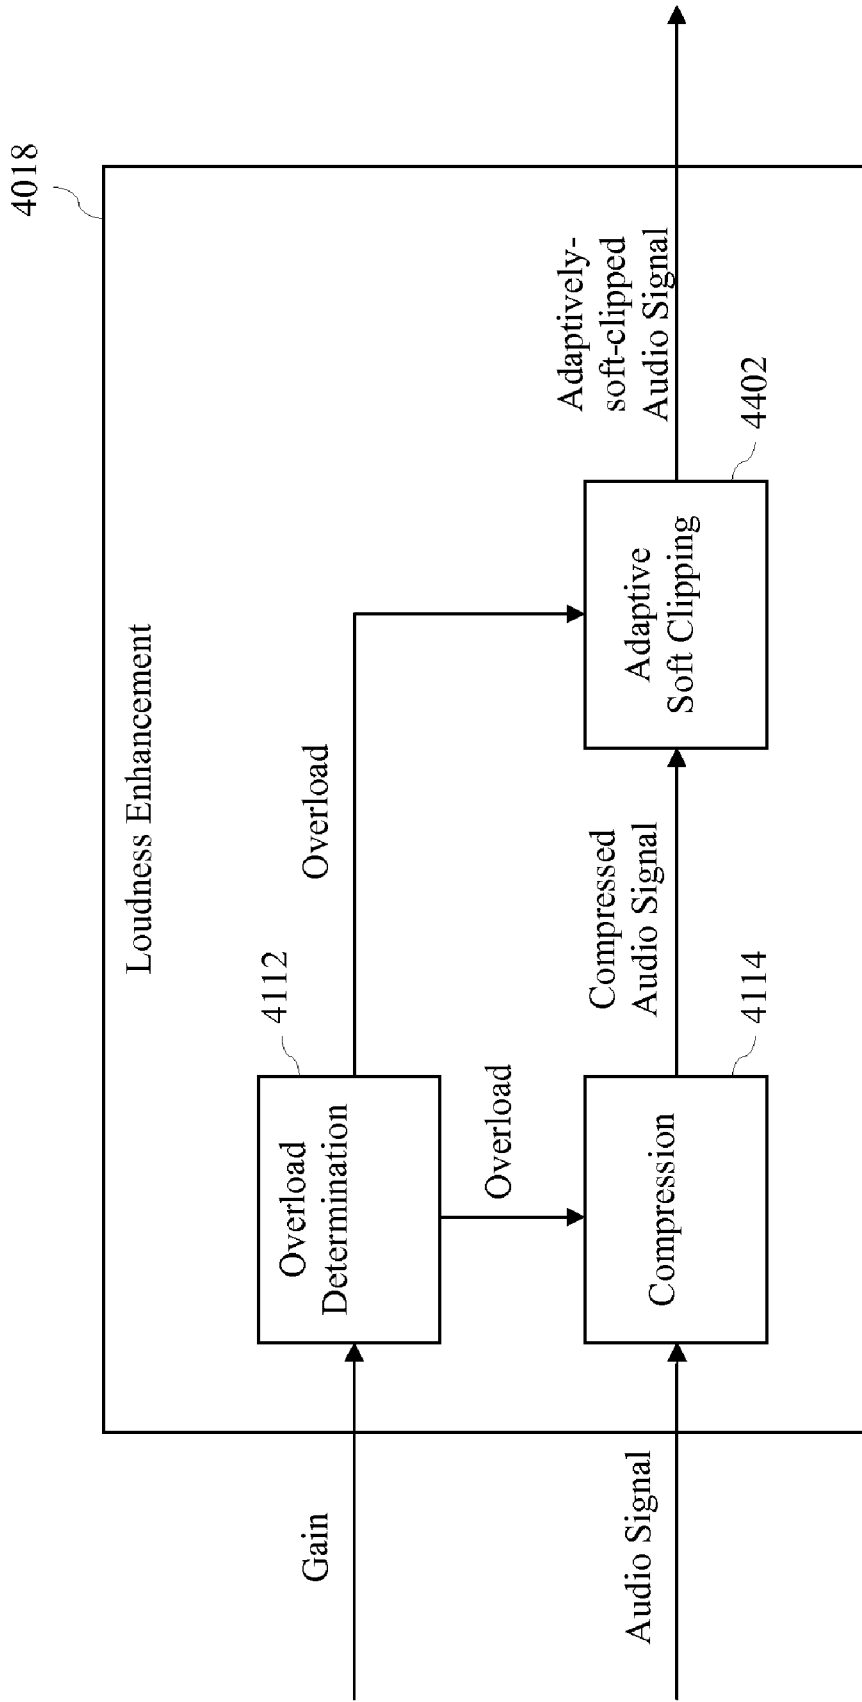 4018
Loudness Enhancement
Gain
Overload
Determination
4112
Overload
Overload
Audio Signal
Compression
4114
Compressed
Audio Signal
Adaptive
Soft Clipping
4402
Adaptively-
soft-clipped
Audio Signal